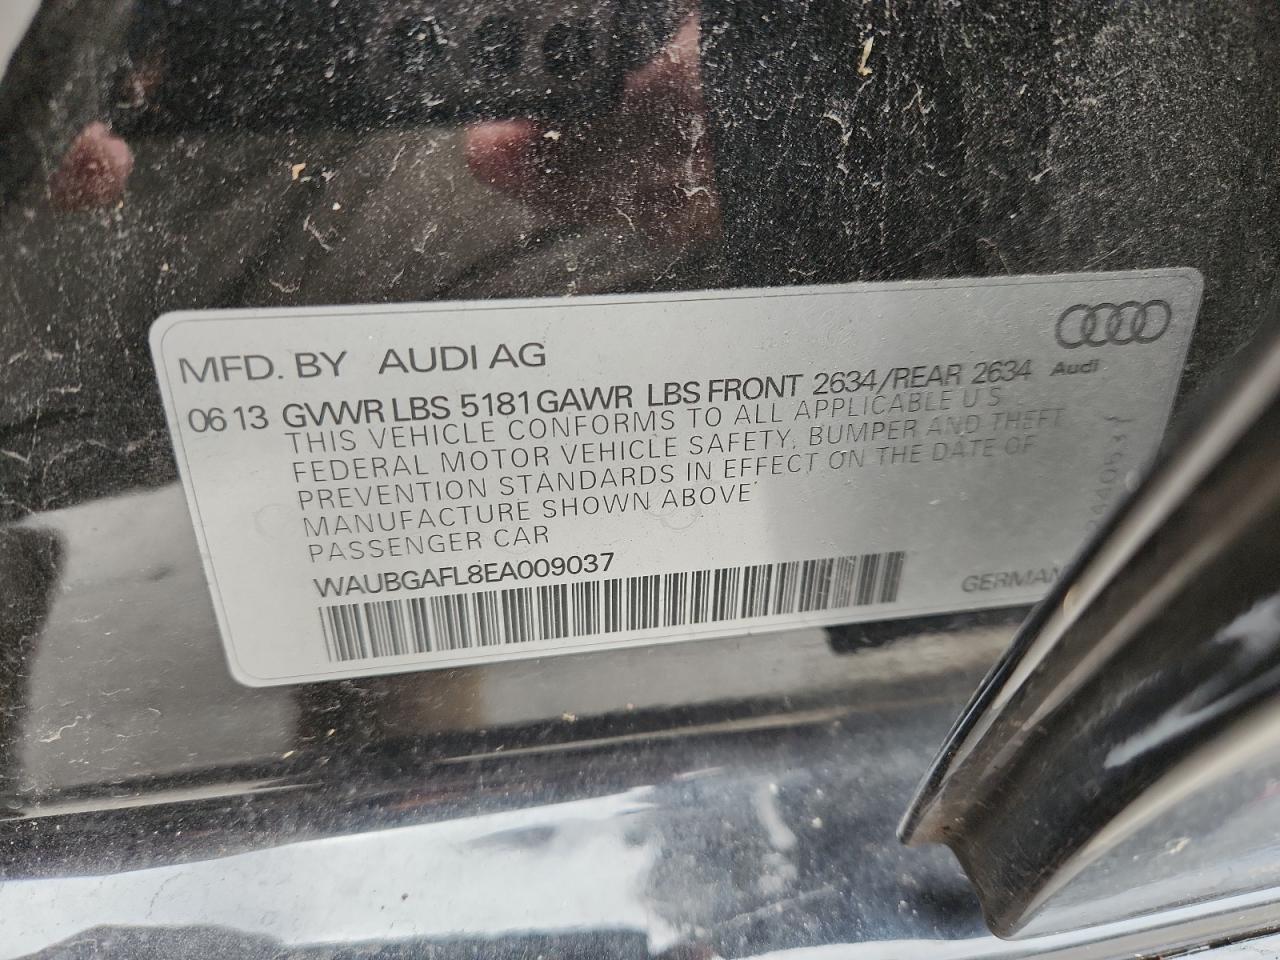 MFD. BY AUDI AG
06 13 GVWR LBS 5181 GAWR LBS FRONT 2634/REAR 2634
Audi
THIS VEHICLE CONFORMS TO ALL APPLICABLE U S
FEDERAL MOTOR VEHICLE SAFETY, BUMPER AND THEFT
PREVENTION STANDARDS IN EFFECT ON THE DATE OF
MANUFACTURE SHOWN ABOVE
PASSENGER CAR
WAUBGAFL8EA009037